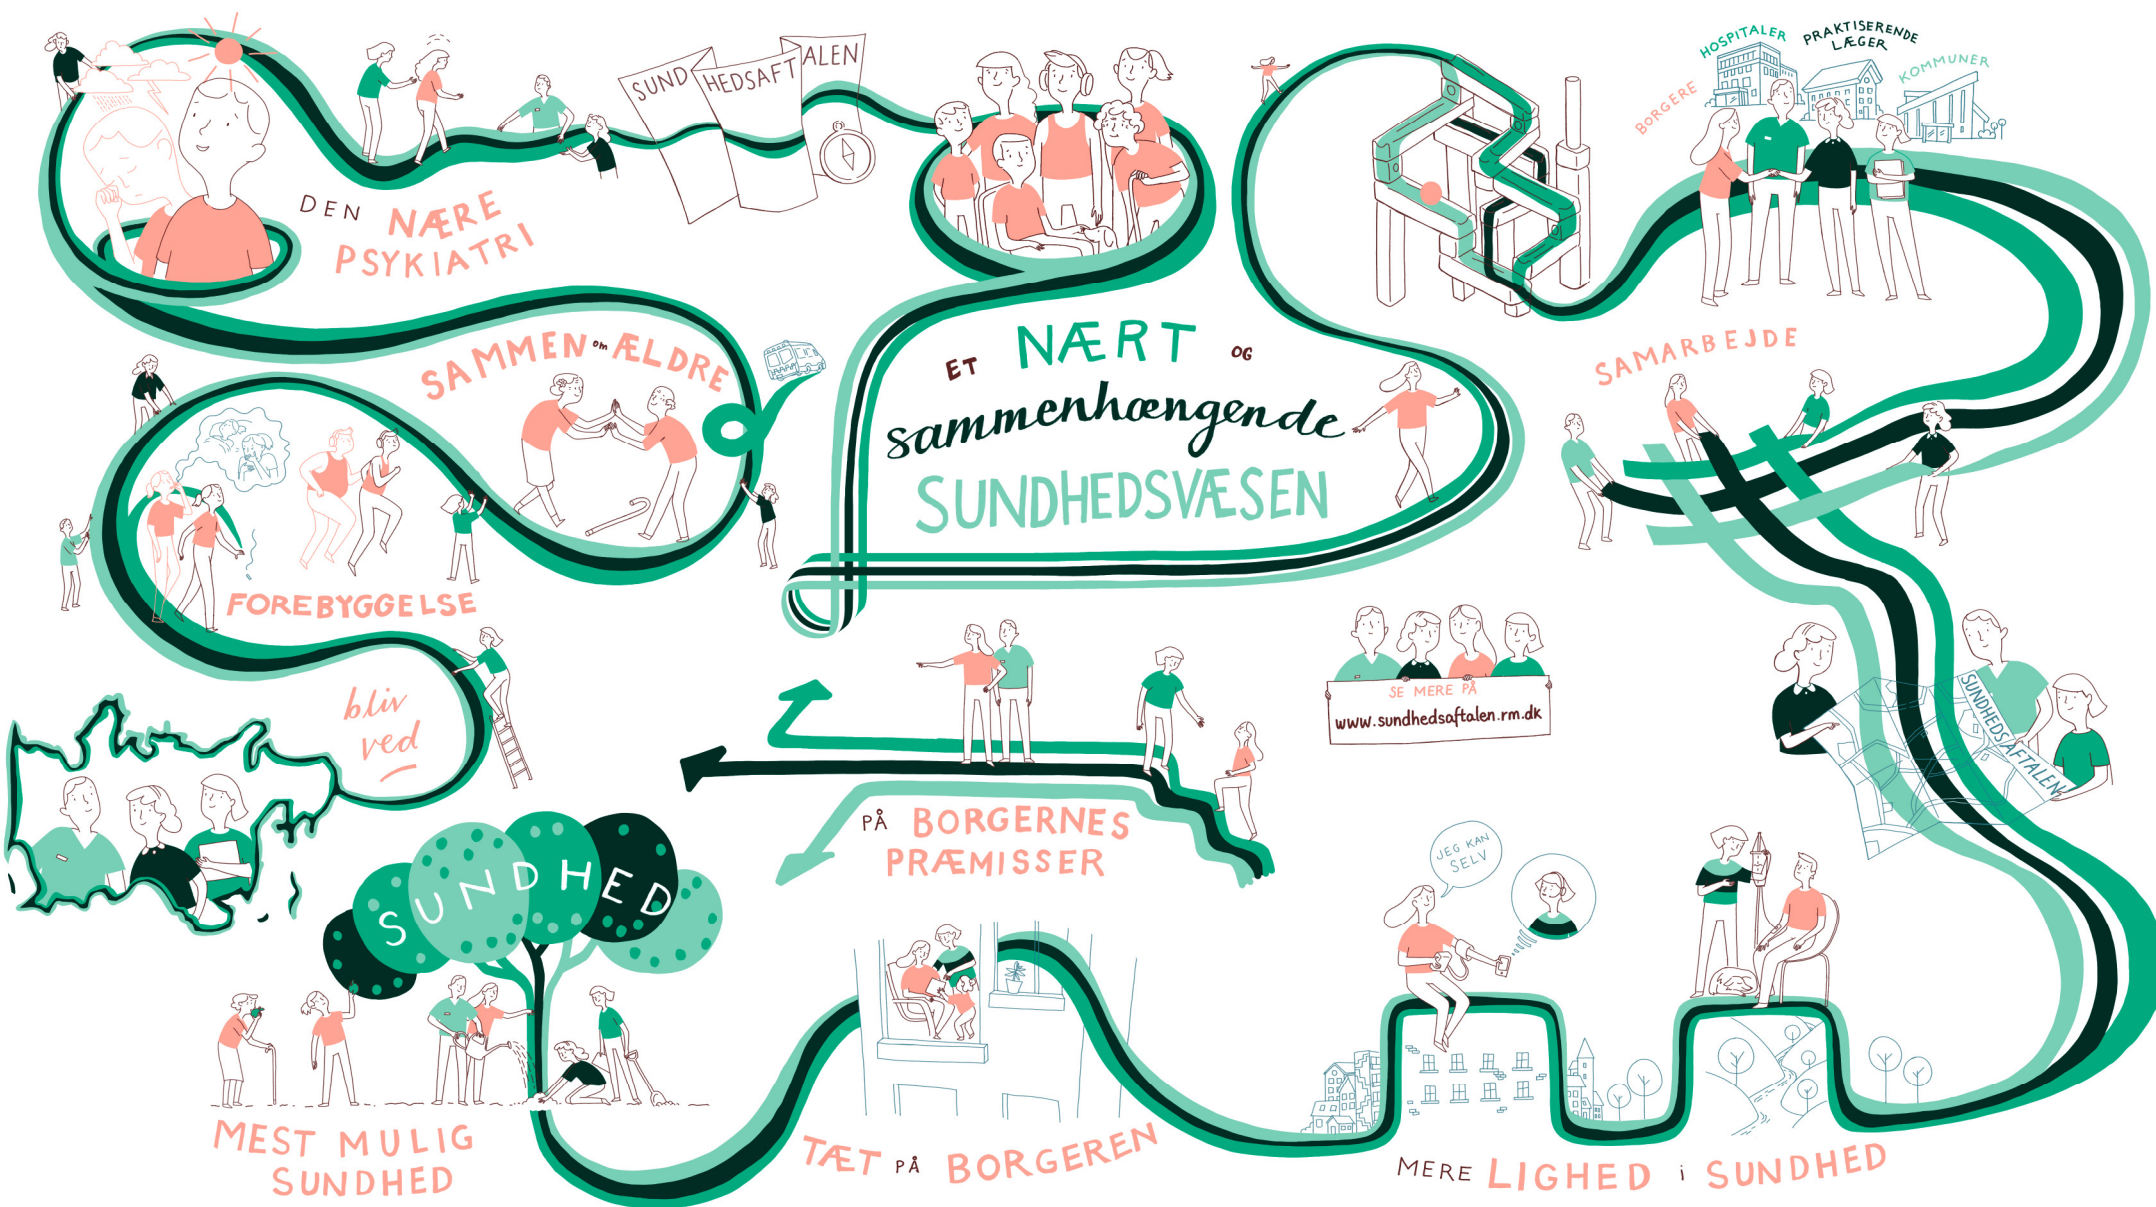 SUND HEDSAFT ALEN
DEN NÆRE
PSYKIATRI
SAMMEN om ÆLDRE
FOREBYGGELSE
bliv
ved
ET NÆRT OG
sammenhængende
SUNDHEDSVÆSEN
HOSPITALER
PRAKTISERENDE
LÆGER
BORGERE
KOMMUNER
SAMARBEJDE
SUNDHEDSAFTALEN
SE MERE PÅ
www.sundhedsaftalen.rm.dk
PÅ BORGERNES
PRÆMISSER
JEG KAN
SELV
SUNDHED
MEST MULIG
SUNDHED
TÆT PÅ BORGEREN
MERE LIGHED i SUNDHED